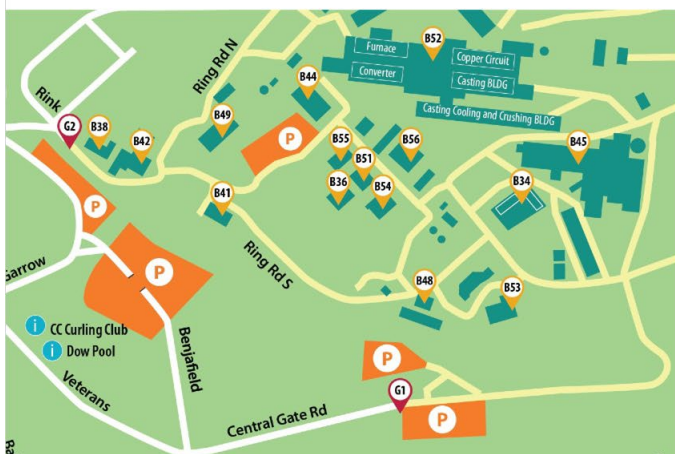 B52
Furnace
Copper Circuit
Converter
Casting BLDG
Casting Cooling and Crushing BLDG
Ring Rd N
B44
Rink
G2
B38
B42
B49
P
B55
B56
B45
B51
B36
B54
B34
B41
P
Ring Rd S
P
Garrow
B48
B53
CC Curling Club
Dow Pool
Benjafield
Veterans
P
G1
P
Central Gate Rd